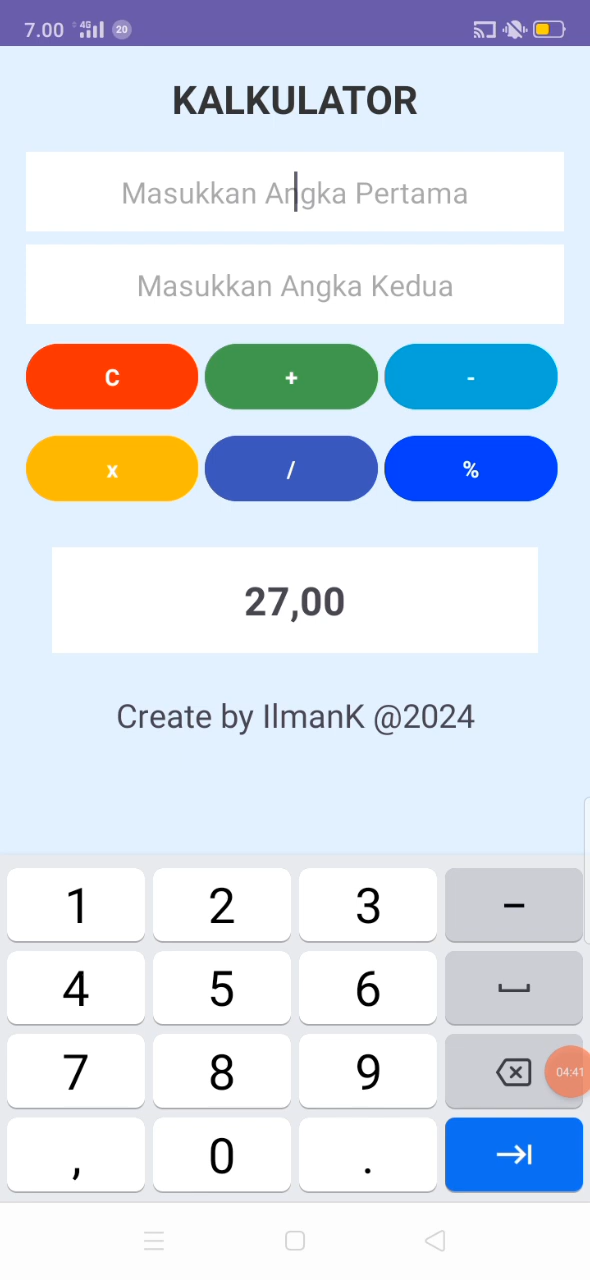 7.00 4G 20
KALKULATOR
Masukkan Angka Pertama
Masukkan Angka Kedua
C + -
x / %
27,00
Create by IlmanK @2024
1 2 3 –
4 5 6
7 8 9 04:41
, 0 .